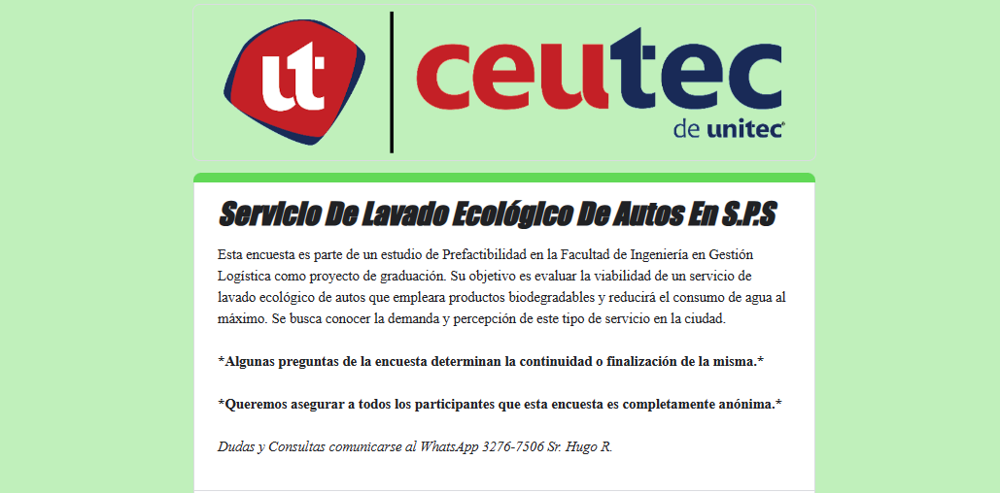 ut ceutec
de unitec
Servicio De Lavado Ecológico De Autos En S.P.S
Esta encuesta es parte de un estudio de Prefactibilidad en la Facultad de Ingeniería en Gestión
Logística como proyecto de graduación. Su objetivo es evaluar la viabilidad de un servicio de
lavado ecológico de autos que empleara productos biodegradables y reducirá el consumo de agua al
máximo. Se busca conocer la demanda y percepción de este tipo de servicio en la ciudad.
*Algunas preguntas de la encuesta determinan la continuidad o finalización de la misma.*
*Queremos asegurar a todos los participantes que esta encuesta es completamente anónima.*
Dudas y Consultas comunicarse al WhatsApp 3276-7506 Sr. Hugo R.